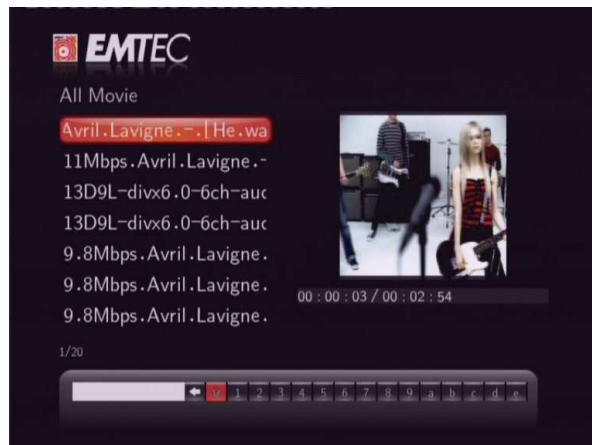 EMTEC
All Movie
Avril.Lavigne.-.[He.wa
11Mbps.Avril.Lavigne.-
13D9L-divx6.0-6ch-auc
13D9L-divx6.0-6ch-auc
9.8Mbps.Avril.Lavigne.
9.8Mbps.Avril.Lavigne.
9.8Mbps.Avril.Lavigne.
00 : 00 : 03 / 00 : 02 : 54
1/20
1 2 3 4 5 6 7 8 9 a b c d e